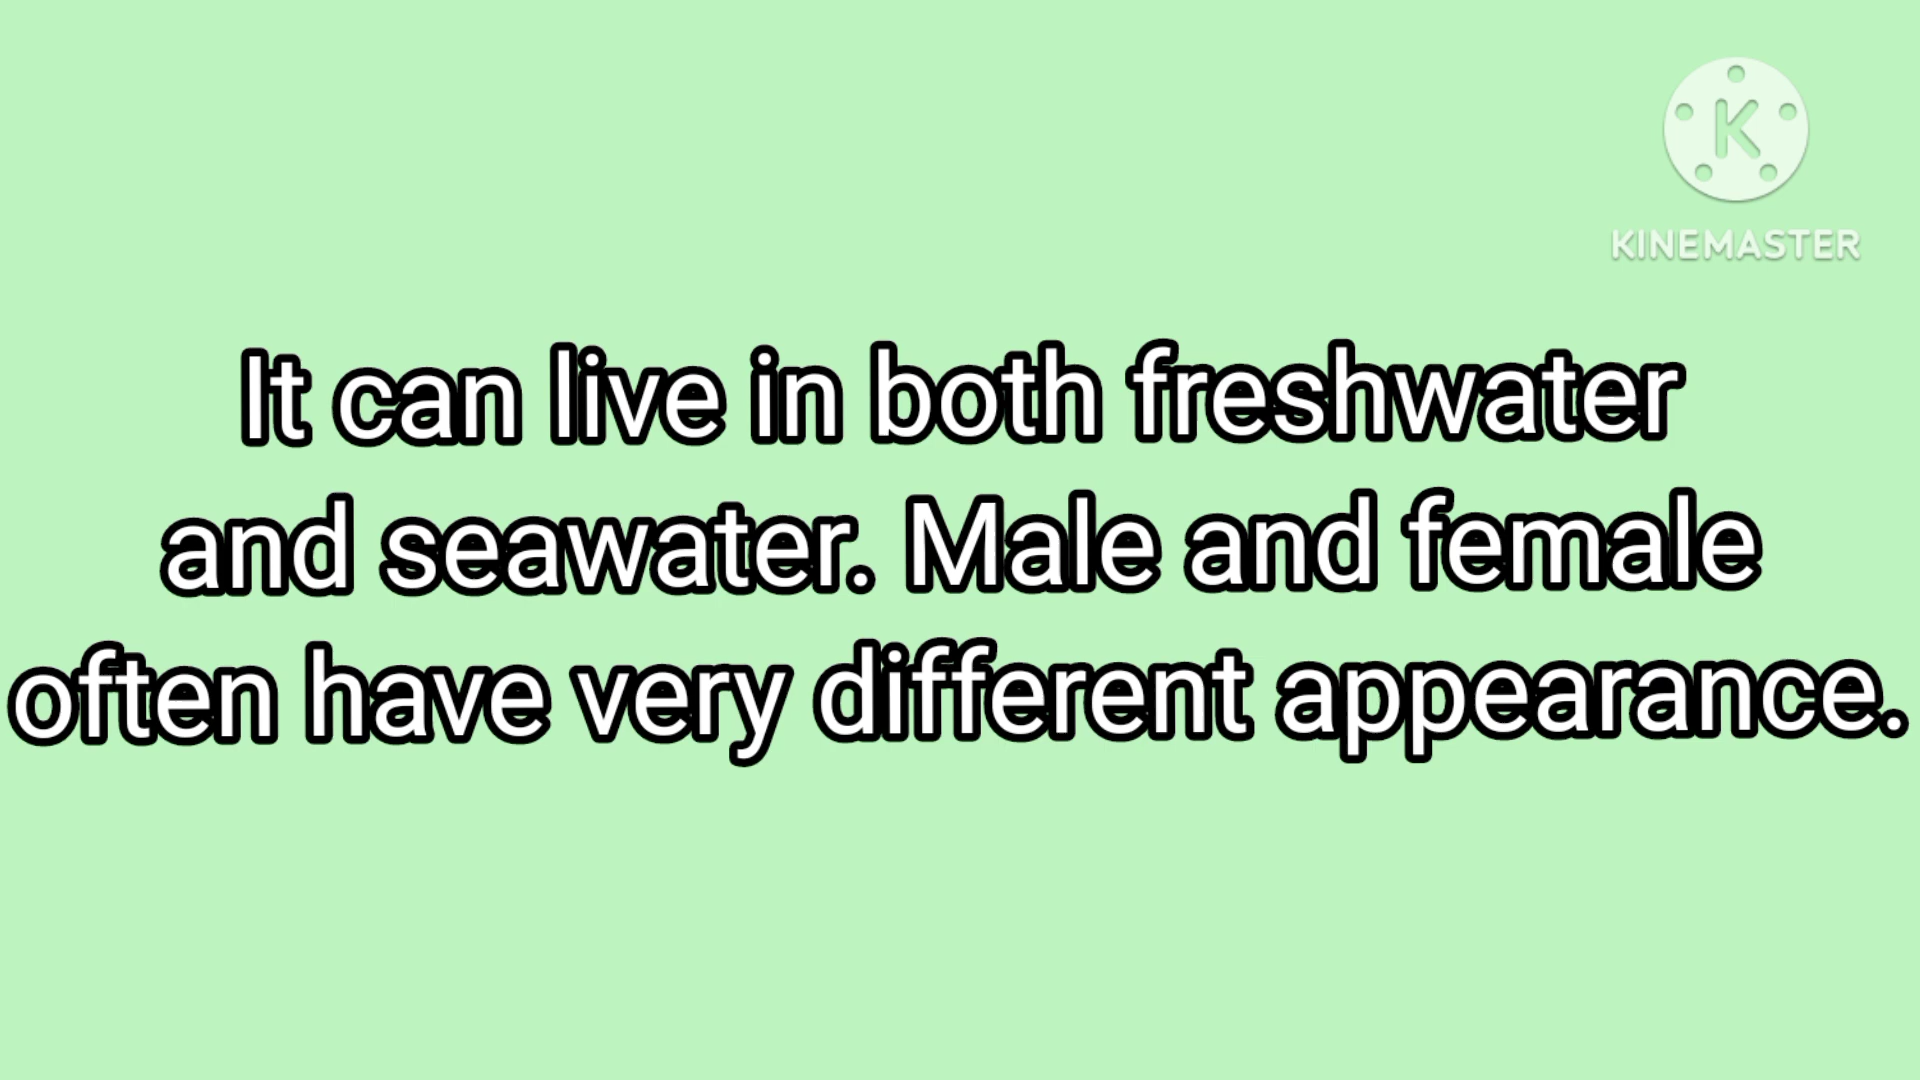 K
KINEMASTER
It can live in both freshwater
and seawater. Male and female
often have very different appearance.